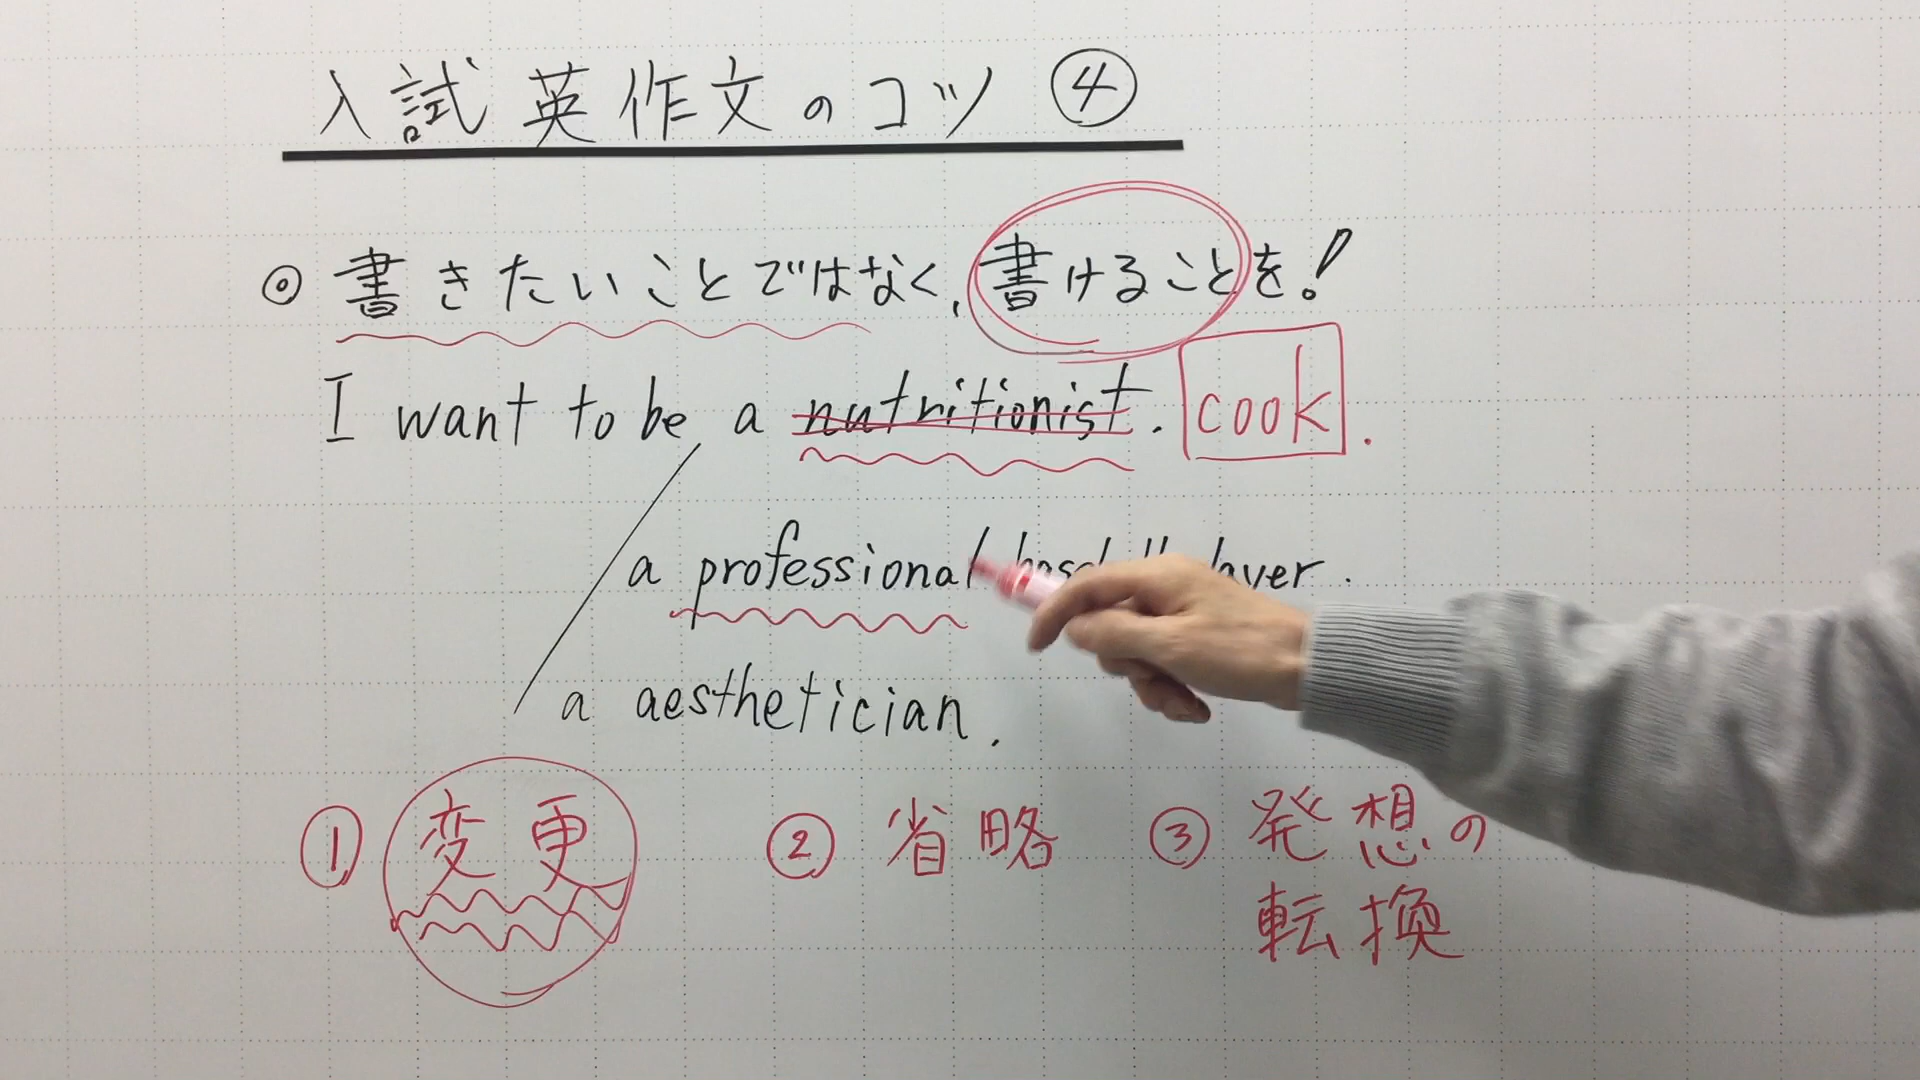 入試英作文のコツ ④
◎ 書きたいことではなく、書けることを!
I want to be a nutritionist. cook.
a professional
a aesthetician.
① 変更 ② 省略 ③ 発想の
転換